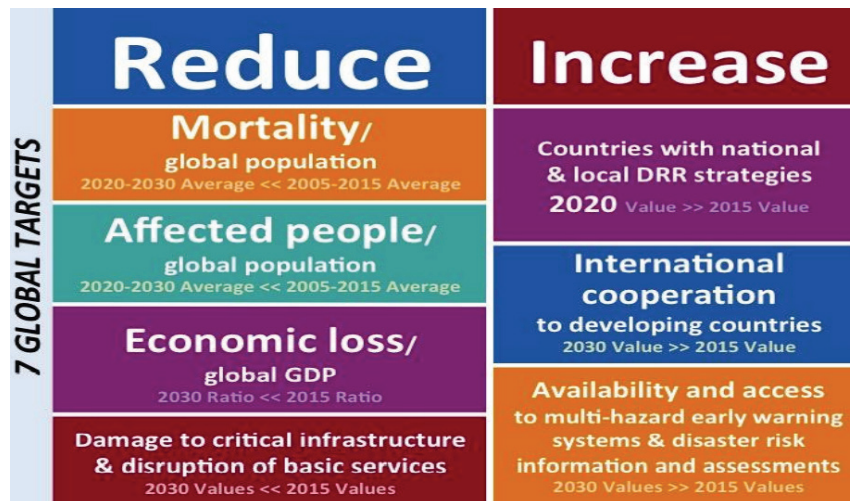 7 GLOBAL TARGETS
Reduce
Mortality/
global population
2020-2030 Average << 2005-2015 Average
Affected people/
global population
2020-2030 Average << 2005-2015 Average
Economic loss/
global GDP
2030 Ratio << 2015 Ratio
Damage to critical infrastructure
& disruption of basic services
2030 Values << 2015 Values
Increase
Countries with national
& local DRR strategies
2020 Value >> 2015 Value
International
cooperation
to developing countries
2030 Value >> 2015 Value
Availability and access
to multi-hazard early warning
systems & disaster risk
information and assessments
2030 Values >> 2015 Values